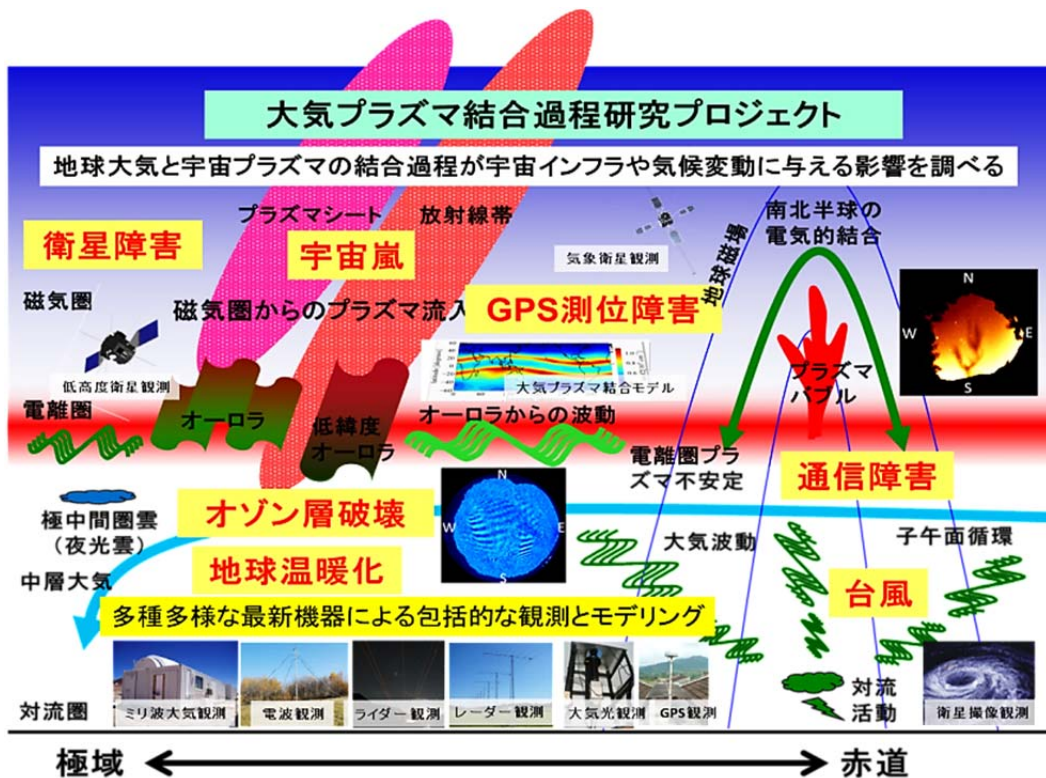 大気プラズマ結合過程研究プロジェクト
地球大気と宇宙プラズマの結合過程が宇宙インフラや気候変動に与える影響を調べる
プラズマシート
放射線帯
南北半球の
電気的結合
衛星障害
宇宙嵐
気象衛星観測
地球磁場
磁気圏
磁気圏からのプラズマ流入
GPS測位障害
N
W
E
S
低高度衛星観測
大気プラズマ結合モデル
プラズマ
バブル
電離圏
オーロラ
低緯度
オーロラ
オーロラからの波動
電離圏プラ
ズマ不安定
通信障害
N
W
E
S
極中間圏雲
(夜光雲)
オゾン層破壊
大気波動
子午面循環
中層大気
地球温暖化
台風
多種多様な最新機器による包括的な観測とモデリング
対流圏
ミリ波大気観測
電波観測
ライダー観測
レーダー観測
大気光観測
GPS観測
対流
活動
衛星撮像観測
極域
赤道